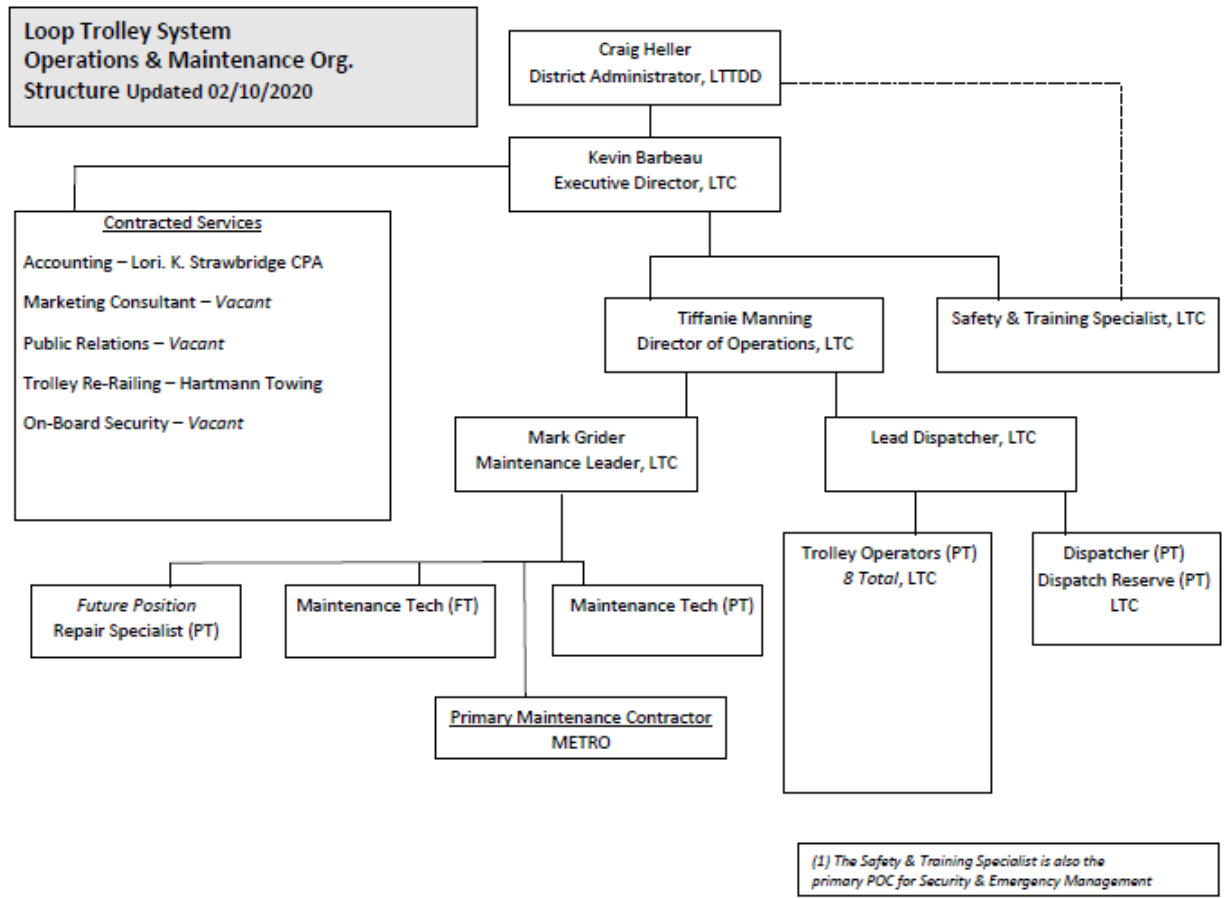 Loop Trolley System
Operations & Maintenance Org.
Structure Updated 02/10/2020
Craig Heller
District Administrator, LTTDD
Kevin Barbeau
Executive Director, LTC
Contracted Services
Accounting – Lori. K. Strawbridge CPA
Marketing Consultant – Vacant
Public Relations – Vacant
Trolley Re-Railing – Hartmann Towing
On-Board Security – Vacant
Tiffanie Manning
Director of Operations, LTC
Safety & Training Specialist, LTC
Mark Grider
Maintenance Leader, LTC
Lead Dispatcher, LTC
Trolley Operators (PT)
8 Total, LTC
Dispatcher (PT)
Dispatch Reserve (PT)
LTC
Future Position
Repair Specialist (PT)
Maintenance Tech (FT)
Maintenance Tech (PT)
Primary Maintenance Contractor
METRO
(1) The Safety & Training Specialist is also the
primary POC for Security & Emergency Management